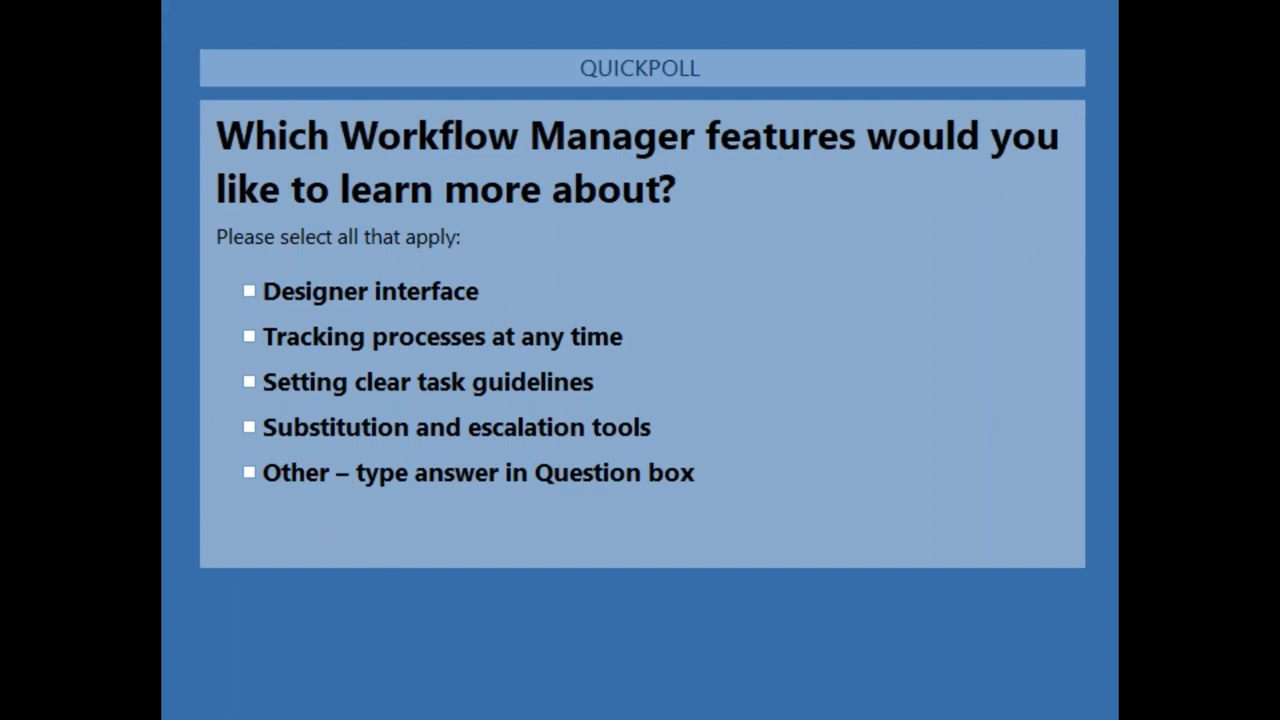 QUICKPOLL
Which Workflow Manager features would you
like to learn more about?
Please select all that apply:
Designer interface
Tracking processes at any time
Setting clear task guidelines
Substitution and escalation tools
Other – type answer in Question box